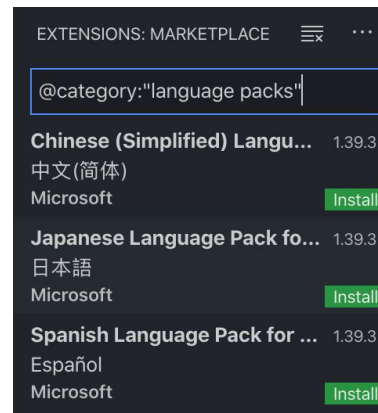 EXTENSIONS: MARKETPLACE
@category:"language packs"
Chinese (Simplified) Langu... 1.39.3
中文(简体)
Microsoft Install
Japanese Language Pack fo... 1.39.3
日本語
Microsoft Install
Spanish Language Pack for ... 1.39.3
Español
Microsoft Install